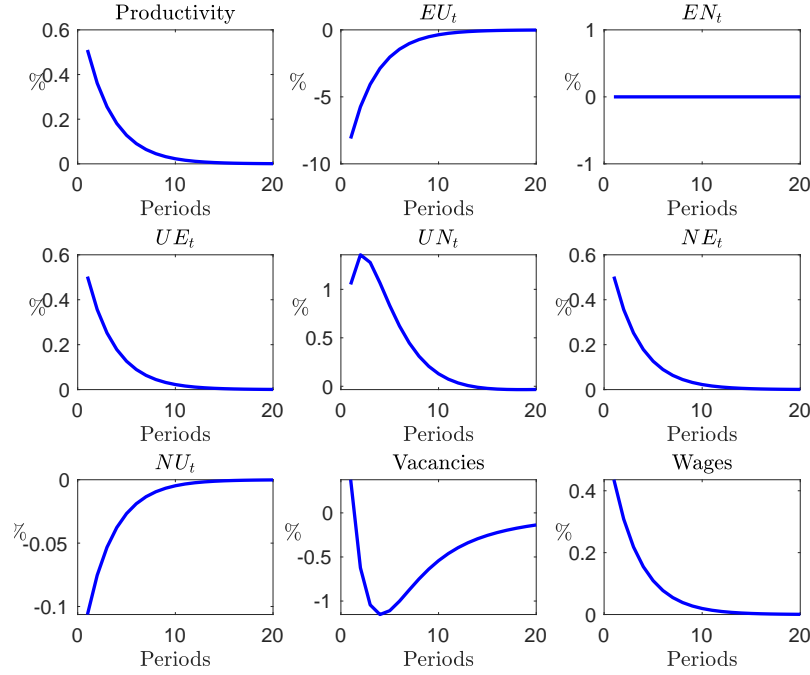 Productivity
0.6
0.4
0.2
0
%
0 10 20
Periods
EU_t
0
-5
-10
%
0 10 20
Periods
EN_t
1
0
-1
%
0 10 20
Periods
UE_t
0.6
0.4
0.2
0
%
0 10 20
Periods
UN_t
1
0.5
0
%
0 10 20
Periods
NE_t
0.6
0.4
0.2
0
%
0 10 20
Periods
NU_t
0
-0.05
-0.1
%
0 10 20
Periods
Vacancies
0
-0.5
-1
%
0 10 20
Periods
Wages
0.4
0.2
0
%
0 10 20
Periods